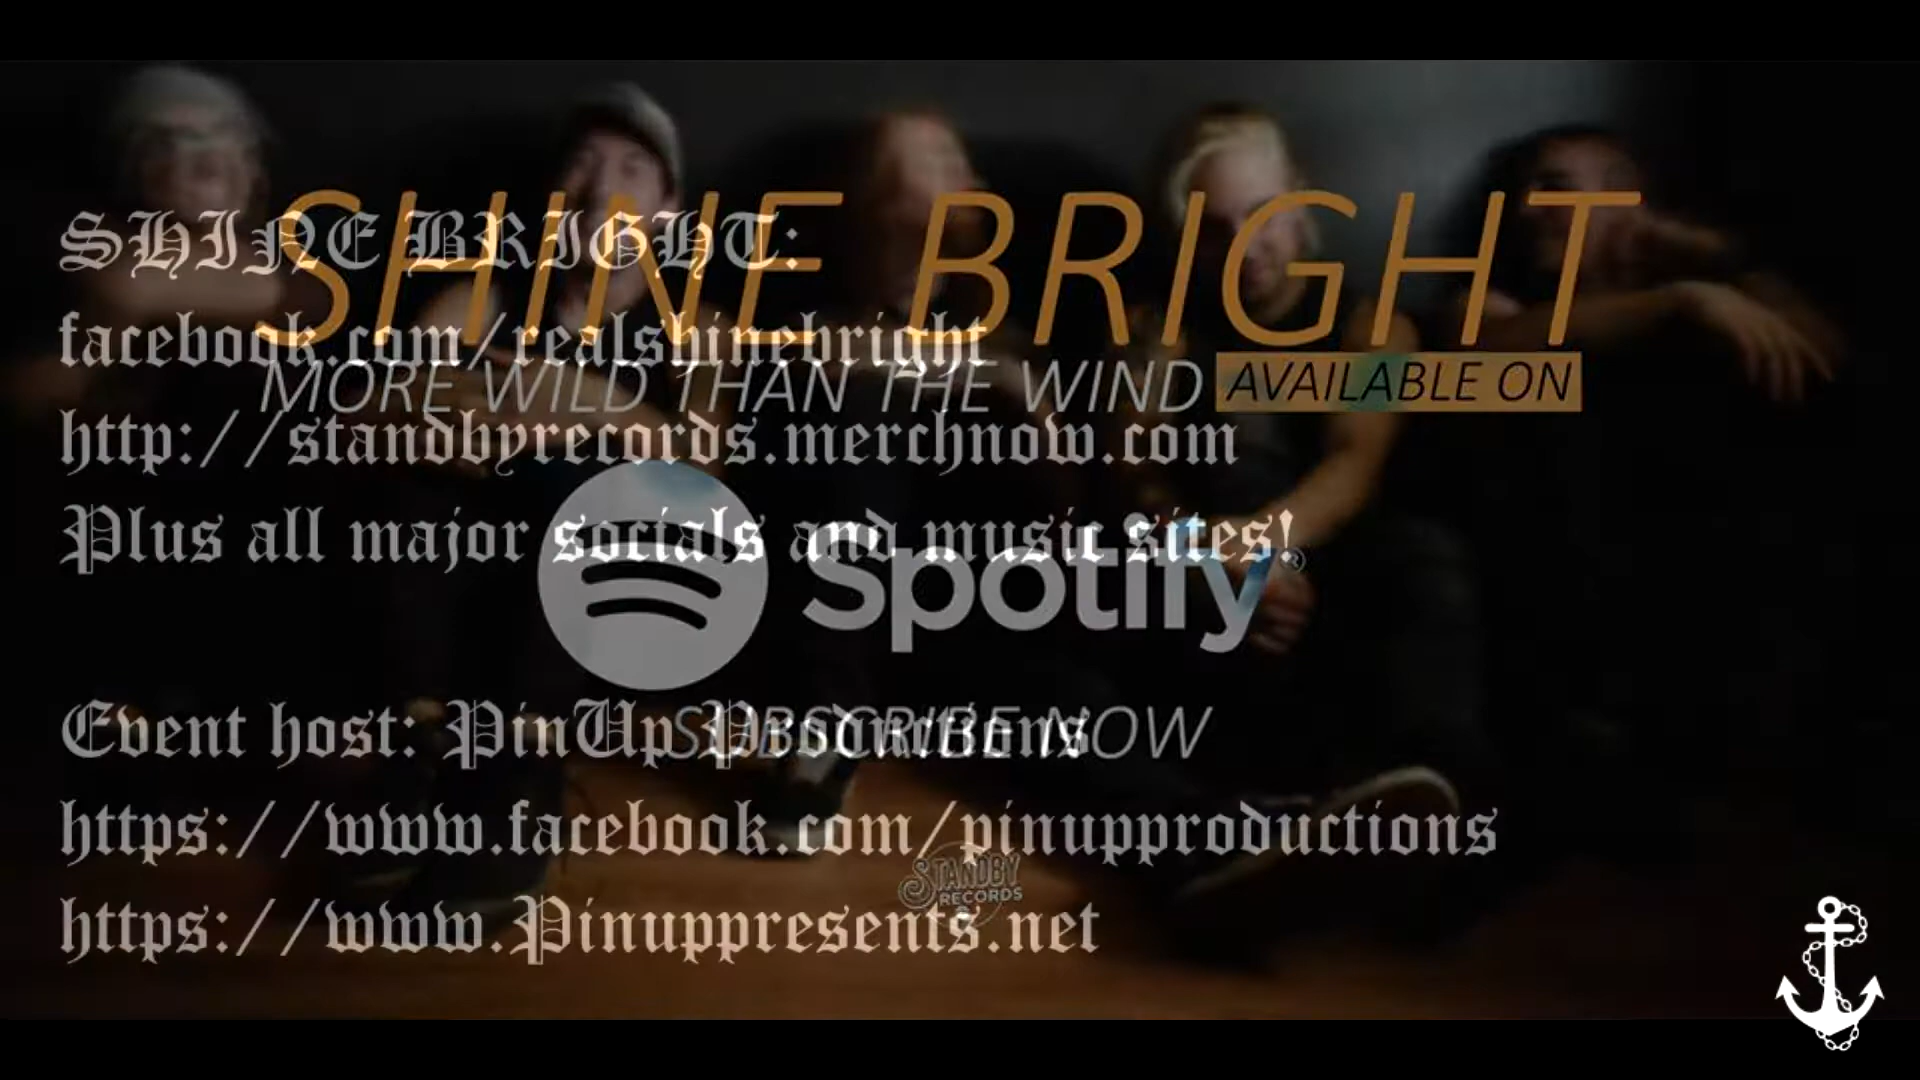 SHINE BRIGHT
SHINE BRIGHT:
facebook.com/realshinebright
MORE WILD THAN THE WIND AVAILABLE ON
http://standbyrecords.merchnow.com
Plus all major socials and music sites!
Spotify®
Event host: PinUp Productions
SUBSCRIBE NOW
https://www.facebook.com/pinupproductions
STANDBY
RECORDS
https://www.Pinuppresents.net